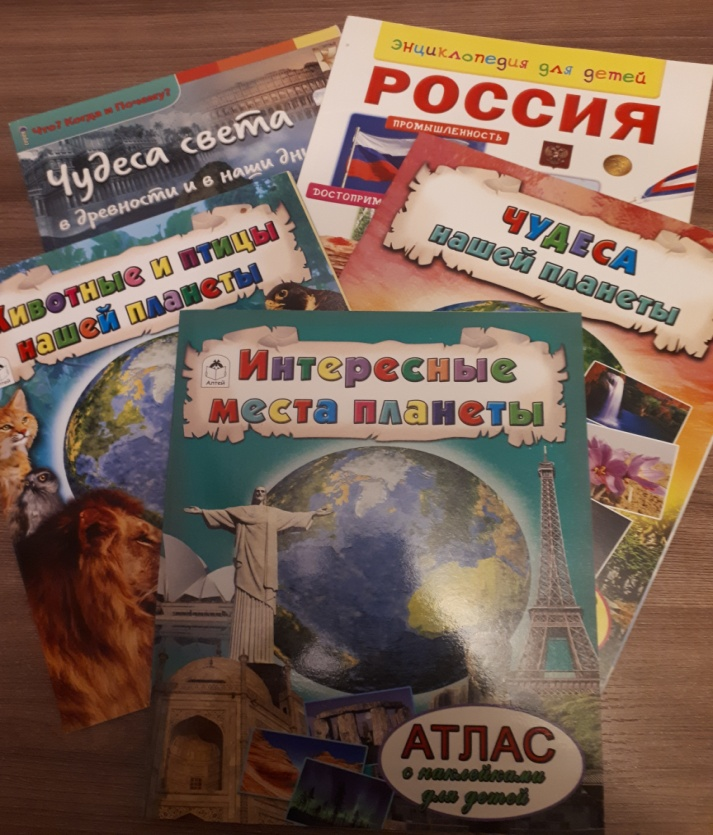 Что? Когда и Почему?
Чудеса света
в древности и в наши дни
Энциклопедия для детей
РОССИЯ
ПРОМЫШЛЕННОСТЬ
ДОСТОПРИМ
Животные и птицы
нашей планеты
ЧУДЕСА
нашей планеты
Алтей
Интересные
места планеты
АТЛАС
с наклейками
для детей